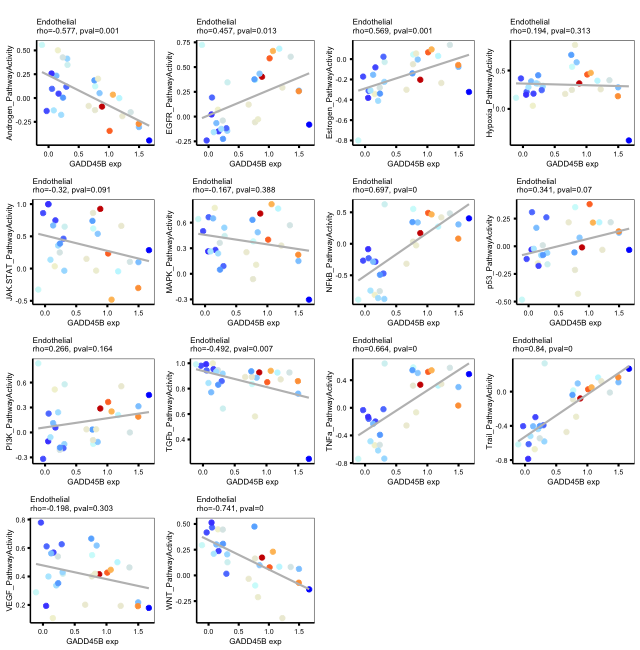 Endothelial
rho=-0.577, pval=0.001
Androgen_PathwayActivity
0.50
0.25
0.00
-0.25
0.0
0.5
1.0
1.5
GADD45B exp
Endothelial
rho=0.457, pval=0.013
EGFR_PathwayActivity
0.75
0.50
0.25
0.00
-0.25
0.0
0.5
1.0
1.5
GADD45B exp
Endothelial
rho=0.569, pval=0.001
Estrogen_PathwayActivity
0.0
-0.2
-0.4
-0.6
-0.8
0.0
0.5
1.0
1.5
GADD45B exp
Endothelial
rho=0.194, pval=0.313
Hypoxia_PathwayActivity
0.6
0.3
0.0
-0.3
0.0
0.5
1.0
1.5
GADD45B exp
Endothelial
rho=-0.32, pval=0.091
JAK-STAT_PathwayActivity
1.0
0.5
0.0
-0.5
0.0
0.5
1.0
1.5
GADD45B exp
Endothelial
rho=-0.167, pval=0.388
MAPK_PathwayActivity
0.6
0.3
0.0
-0.3
0.0
0.5
1.0
1.5
GADD45B exp
Endothelial
rho=0.697, pval=0
NFkB_PathwayActivity
0.5
0.0
-0.5
0.0
0.5
1.0
1.5
GADD45B exp
Endothelial
rho=0.341, pval=0.07
p53_PathwayActivity
0.25
0.00
-0.25
-0.50
0.0
0.5
1.0
1.5
GADD45B exp
Endothelial
rho=0.266, pval=0.164
PI3K_PathwayActivity
0.6
0.3
0.0
-0.3
0.0
0.5
1.0
1.5
GADD45B exp
Endothelial
rho=-0.492, pval=0.007
TGFb_PathwayActivity
1.0
0.8
0.6
0.4
0.0
0.5
1.0
1.5
GADD45B exp
Endothelial
rho=0.664, pval=0
TNFa_PathwayActivity
0.4
0.0
-0.4
-0.8
0.0
0.5
1.0
1.5
GADD45B exp
Endothelial
rho=0.84, pval=0
Trail_PathwayActivity
0.0
-0.4
-0.8
0.0
0.5
1.0
1.5
GADD45B exp
Endothelial
rho=-0.198, pval=0.303
VEGF_PathwayActivity
0.8
0.6
0.4
0.2
0.0
0.5
1.0
1.5
GADD45B exp
Endothelial
rho=-0.741, pval=0
WNT_PathwayActivity
0.50
0.25
0.00
-0.25
0.0
0.5
1.0
1.5
GADD45B exp